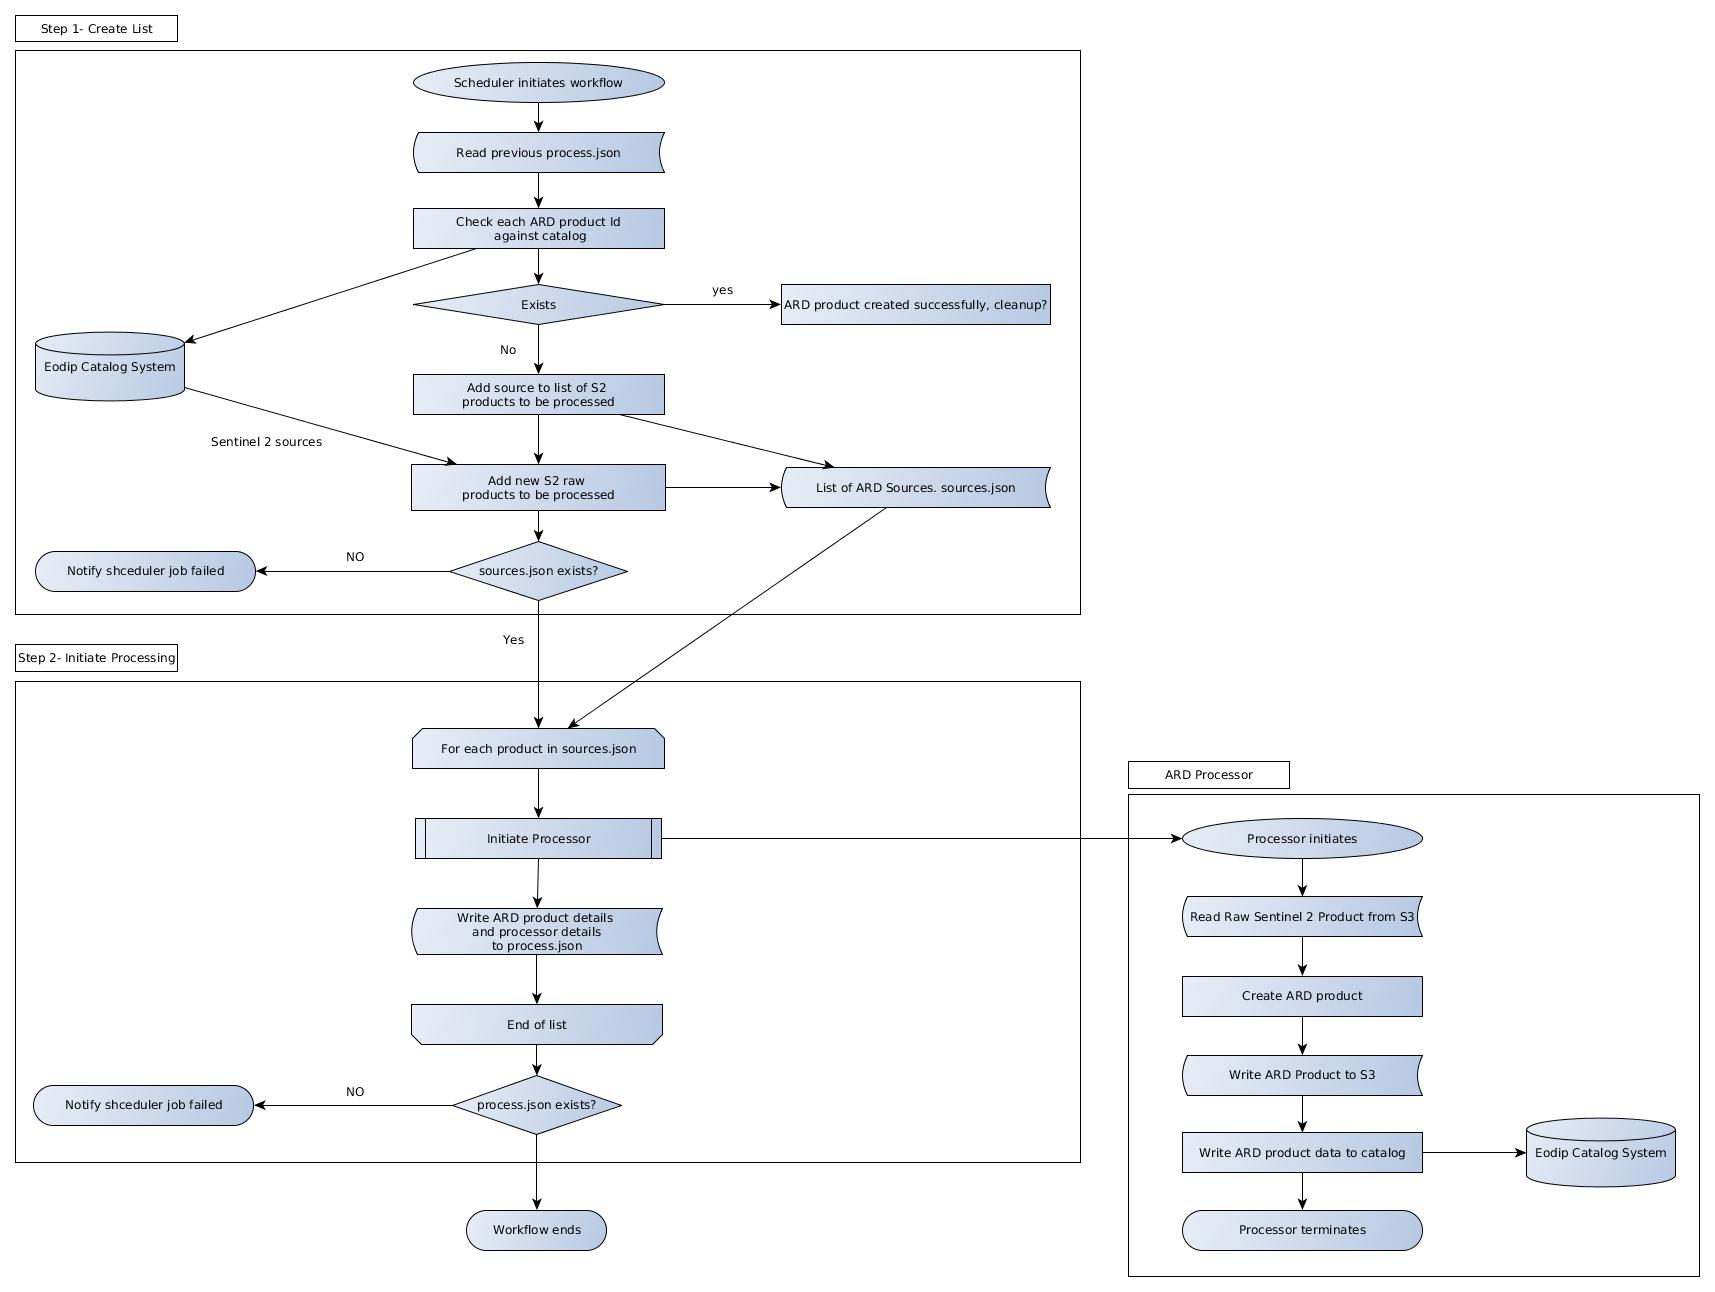 Step 1- Create List
Scheduler initiates workflow
Read previous process.json
Check each ARD product Id
against catalog
Exists
yes
ARD product created successfully, cleanup?
No
Eodip Catalog System
Add source to list of S2
products to be processed
Sentinel 2 sources
Add new S2 raw
products to be processed
List of ARD Sources. sources.json
sources.json exists?
NO
Notify shceduler job failed
Yes
Step 2- Initiate Processing
For each product in sources.json
Initiate Processor
Write ARD product details
and processor details
to process.json
End of list
process.json exists?
NO
Notify shceduler job failed
Workflow ends
ARD Processor
Processor initiates
Read Raw Sentinel 2 Product from S3
Create ARD product
Write ARD Product to S3
Write ARD product data to catalog
Eodip Catalog System
Processor terminates